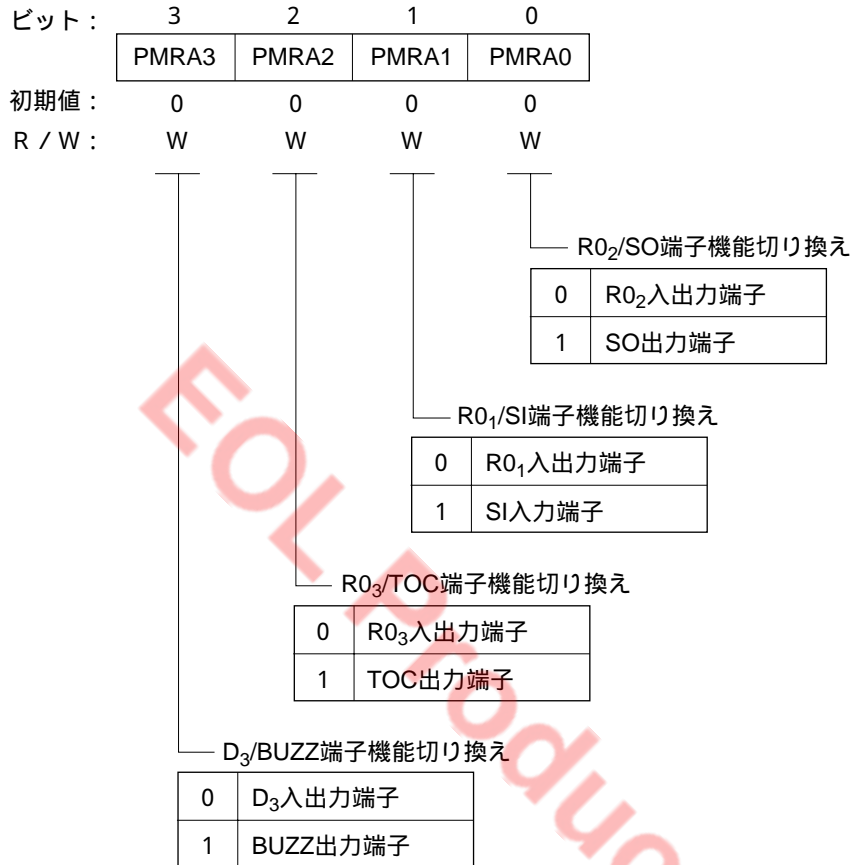 ビット： 3 2 1 0
PMRA3 PMRA2 PMRA1 PMRA0
初期値： 0 0 0 0
R／W： W W W W
R0₂/SO端子機能切り換え
0 R0₂入出力端子
1 SO出力端子
R0₁/SI端子機能切り換え
0 R0₁入出力端子
1 SI入力端子
R0₃/TOC端子機能切り換え
0 R0₃入出力端子
1 TOC出力端子
D₃/BUZZ端子機能切り換え
0 D₃入出力端子
1 BUZZ出力端子
EOL Produc